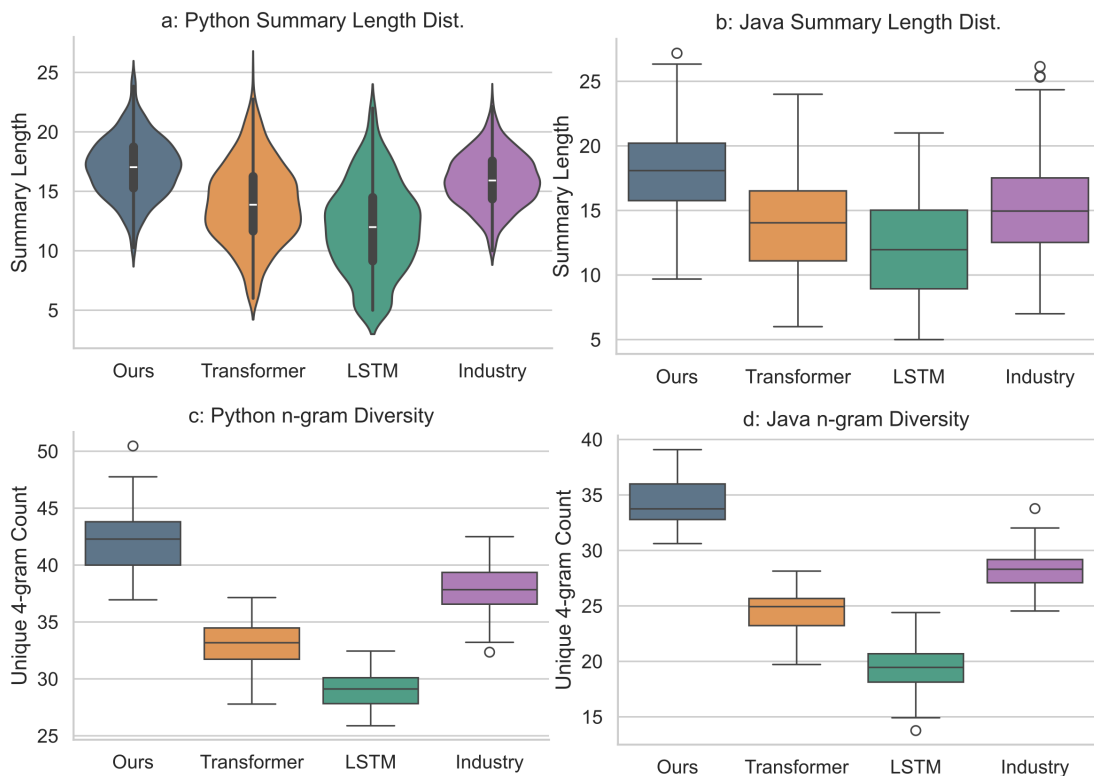 a: Python Summary Length Dist.
Summary Length
25
20
15
10
5
Ours Transformer LSTM Industry
b: Java Summary Length Dist.
Summary Length
25
20
15
10
5
Ours Transformer LSTM Industry
c: Python n-gram Diversity
Unique 4-gram Count
50
45
40
35
30
25
Ours Transformer LSTM Industry
d: Java n-gram Diversity
Unique 4-gram Count
40
35
30
25
20
15
Ours Transformer LSTM Industry